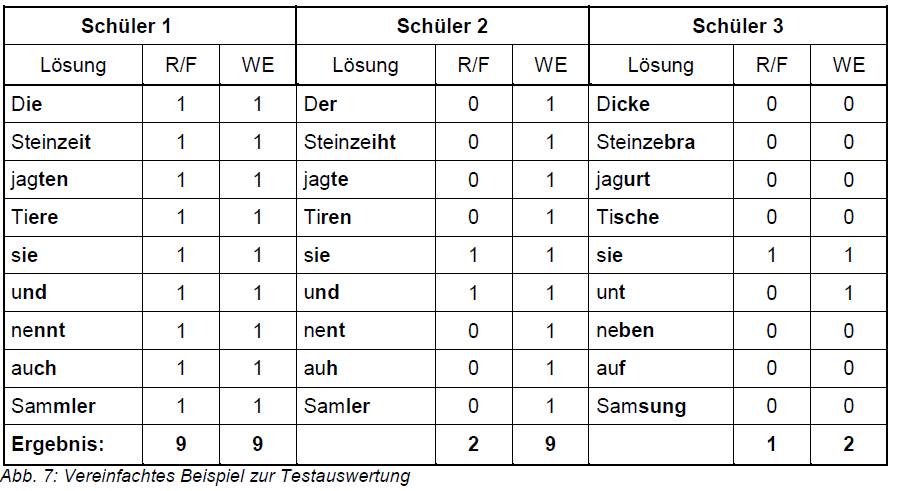 Schüler 1 Schüler 2 Schüler 3
Lösung R/F WE Lösung R/F WE Lösung R/F WE
Die 1 1 Der 0 1 Dicke 0 0
Steinzeit 1 1 Steinzeiht 0 1 Steinzebra 0 0
jagten 1 1 jagte 0 1 jagurt 0 0
Tiere 1 1 Tiren 0 1 Tische 0 0
sie 1 1 sie 1 1 sie 1 1
und 1 1 und 1 1 unt 0 1
nennt 1 1 nent 0 1 neben 0 0
auch 1 1 auh 0 1 auf 0 0
Sammler 1 1 Samler 0 1 Samsung 0 0
Ergebnis: 9 9 2 9 1 2
Abb. 7: Vereinfachtes Beispiel zur Testauswertung